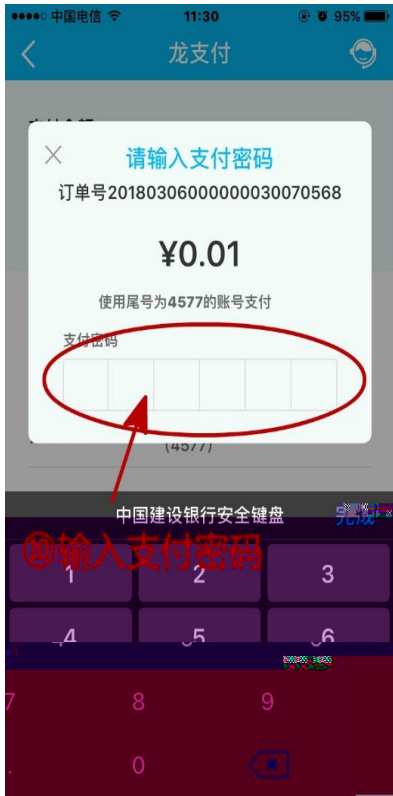 中国电信 11:30 95%
龙支付
请输入支付密码
订单号20180306000000030070568
¥0.01
使用尾号为4577的账号支付
支付密码
(4577)
中国建设银行安全键盘 完成
⑩输入支付密码
1 2 3
4 5 6
7 8 9
. 0